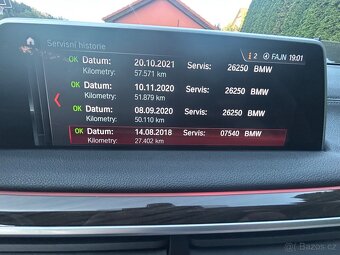 Servisní historie
2 FAJN 19:01
OK Datum: 20.10.2021 Servis: 26250 BMW
Kilometry: 57.571 km
OK Datum: 10.11.2020 Servis: 26250 BMW
Kilometry: 51.879 km
OK Datum: 08.09.2020 Servis: 26250 BMW
Kilometry: 50.110 km
OK Datum: 14.08.2018 Servis: 07540 BMW
Kilometry: 27.402 km
sbazar.cz